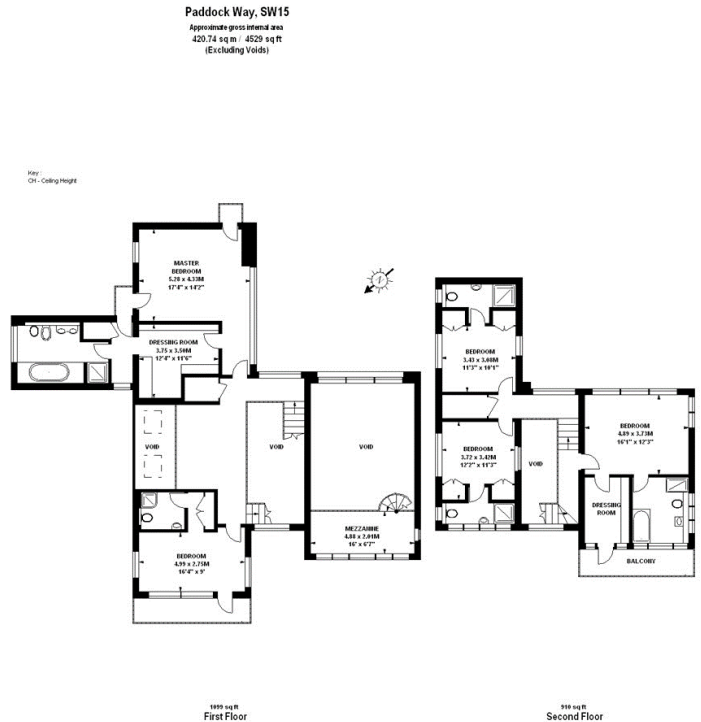 Paddock Way, SW15
Approximate gross internal area
420.74 sq m / 4529 sq ft
(Excluding Voids)
Key :
CH - Ceiling Height
MASTER
BEDROOM
5.28 x 4.33M
17'4" x 14'2"
N
DRESSING ROOM
3.75 x 3.50M
12'4" x 11'6"
VOID
VOID
VOID
MEZZANINE
4.88 x 2.01M
16' x 6'7"
BEDROOM
4.99 x 2.75M
16'4" x 9'
BEDROOM
3.43 x 3.08M
11'3" x 10'1"
BEDROOM
4.89 x 3.73M
16'1" x 12'3"
BEDROOM
3.72 x 3.42M
12'2" x 11'3"
VOID
DRESSING
ROOM
BALCONY
1099 sq ft
First Floor
910 sq ft
Second Floor